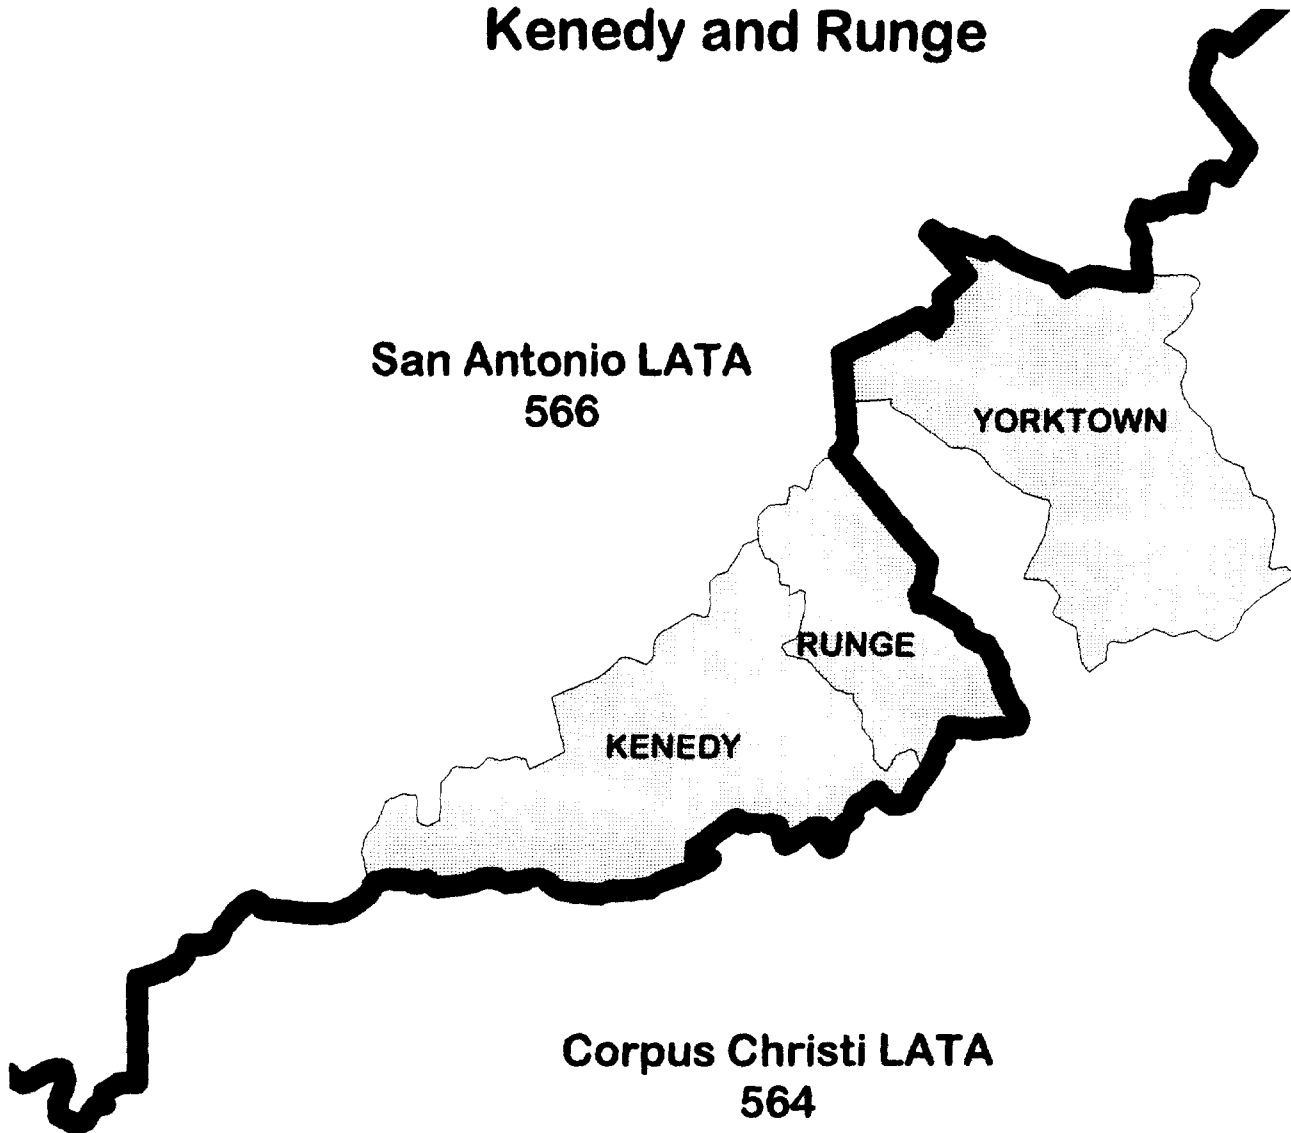 Kenedy and Runge
San Antonio LATA
566
YORKTOWN
RUNGE
KENEDY
Corpus Christi LATA
564